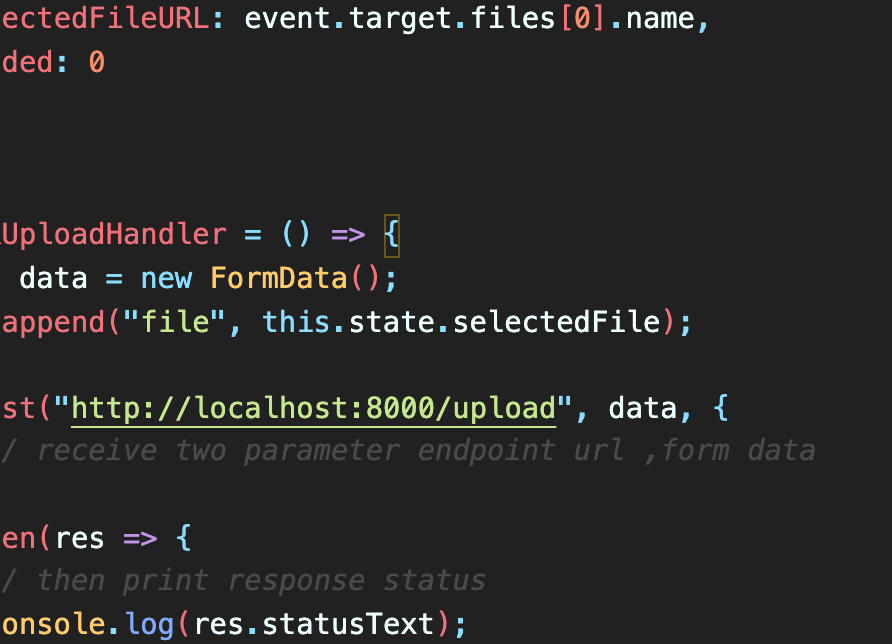 ectedFileURL: event.target.files[0].name,
ded: 0
UploadHandler = () => {
data = new FormData();
append("file", this.state.selectedFile);
st("http://localhost:8000/upload", data, {
/ receive two parameter endpoint url ,form data
en(res => {
/ then print response status
onsole.log(res.statusText);